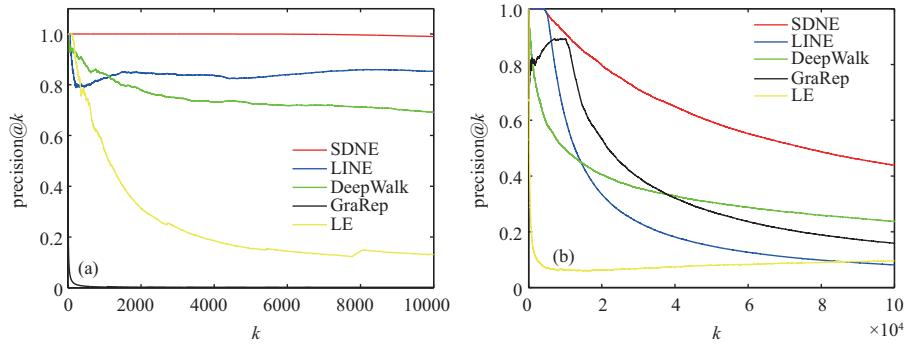 1.0
0.8
0.6
0.4
0.2
0
precision@k
SDNE
LINE
DeepWalk
GraRep
LE
(a)
0 2000 4000 6000 8000 10000
k
1.0
0.8
0.6
0.4
0.2
0
precision@k
SDNE
LINE
DeepWalk
GraRep
LE
(b)
0 2 4 6 8 10
×10⁴
k